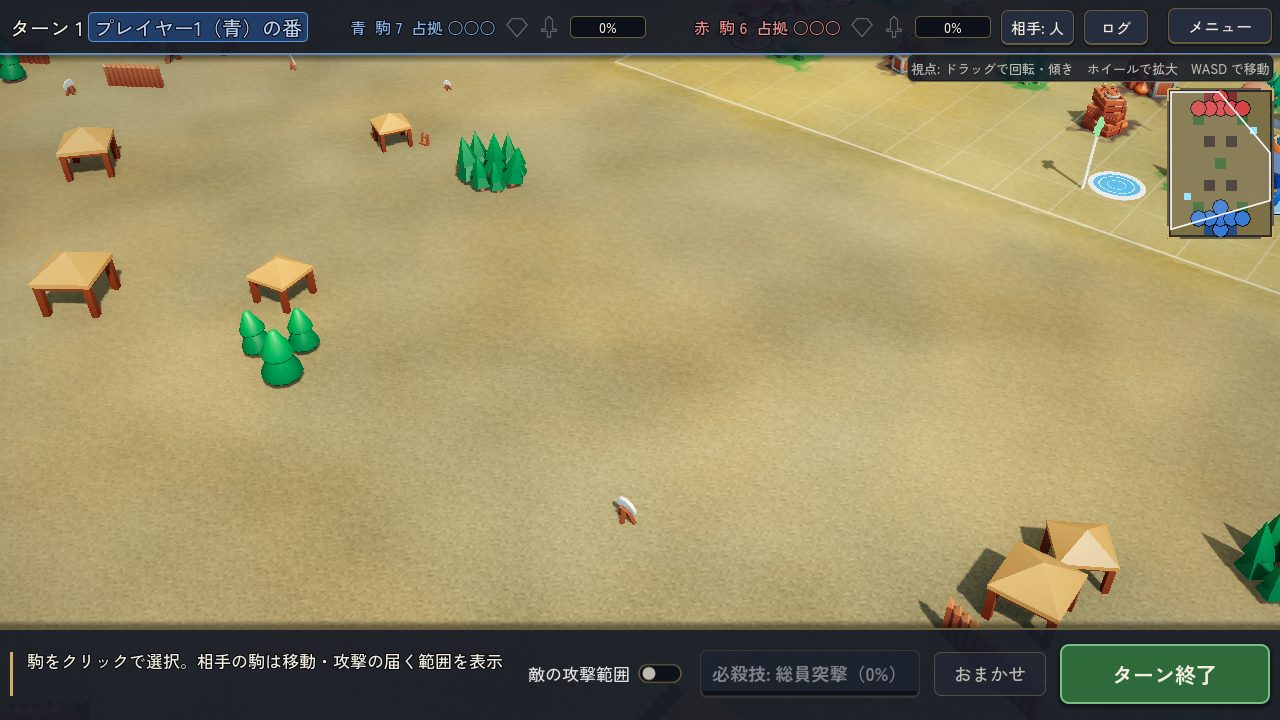 ターン 1 プレイヤー1（青）の番 青 駒 7 占拠 ○○○ 0% 赤 駒 6 占拠 ○○○ 0% 相手: 人 ログ メニュー
視点: ドラッグで回転・傾き ホイールで拡大 WASD で移動
駒をクリックで選択。相手の駒は移動・攻撃の届く範囲を表示
敵の攻撃範囲 必殺技: 総員突撃（0%） おまかせ ターン終了